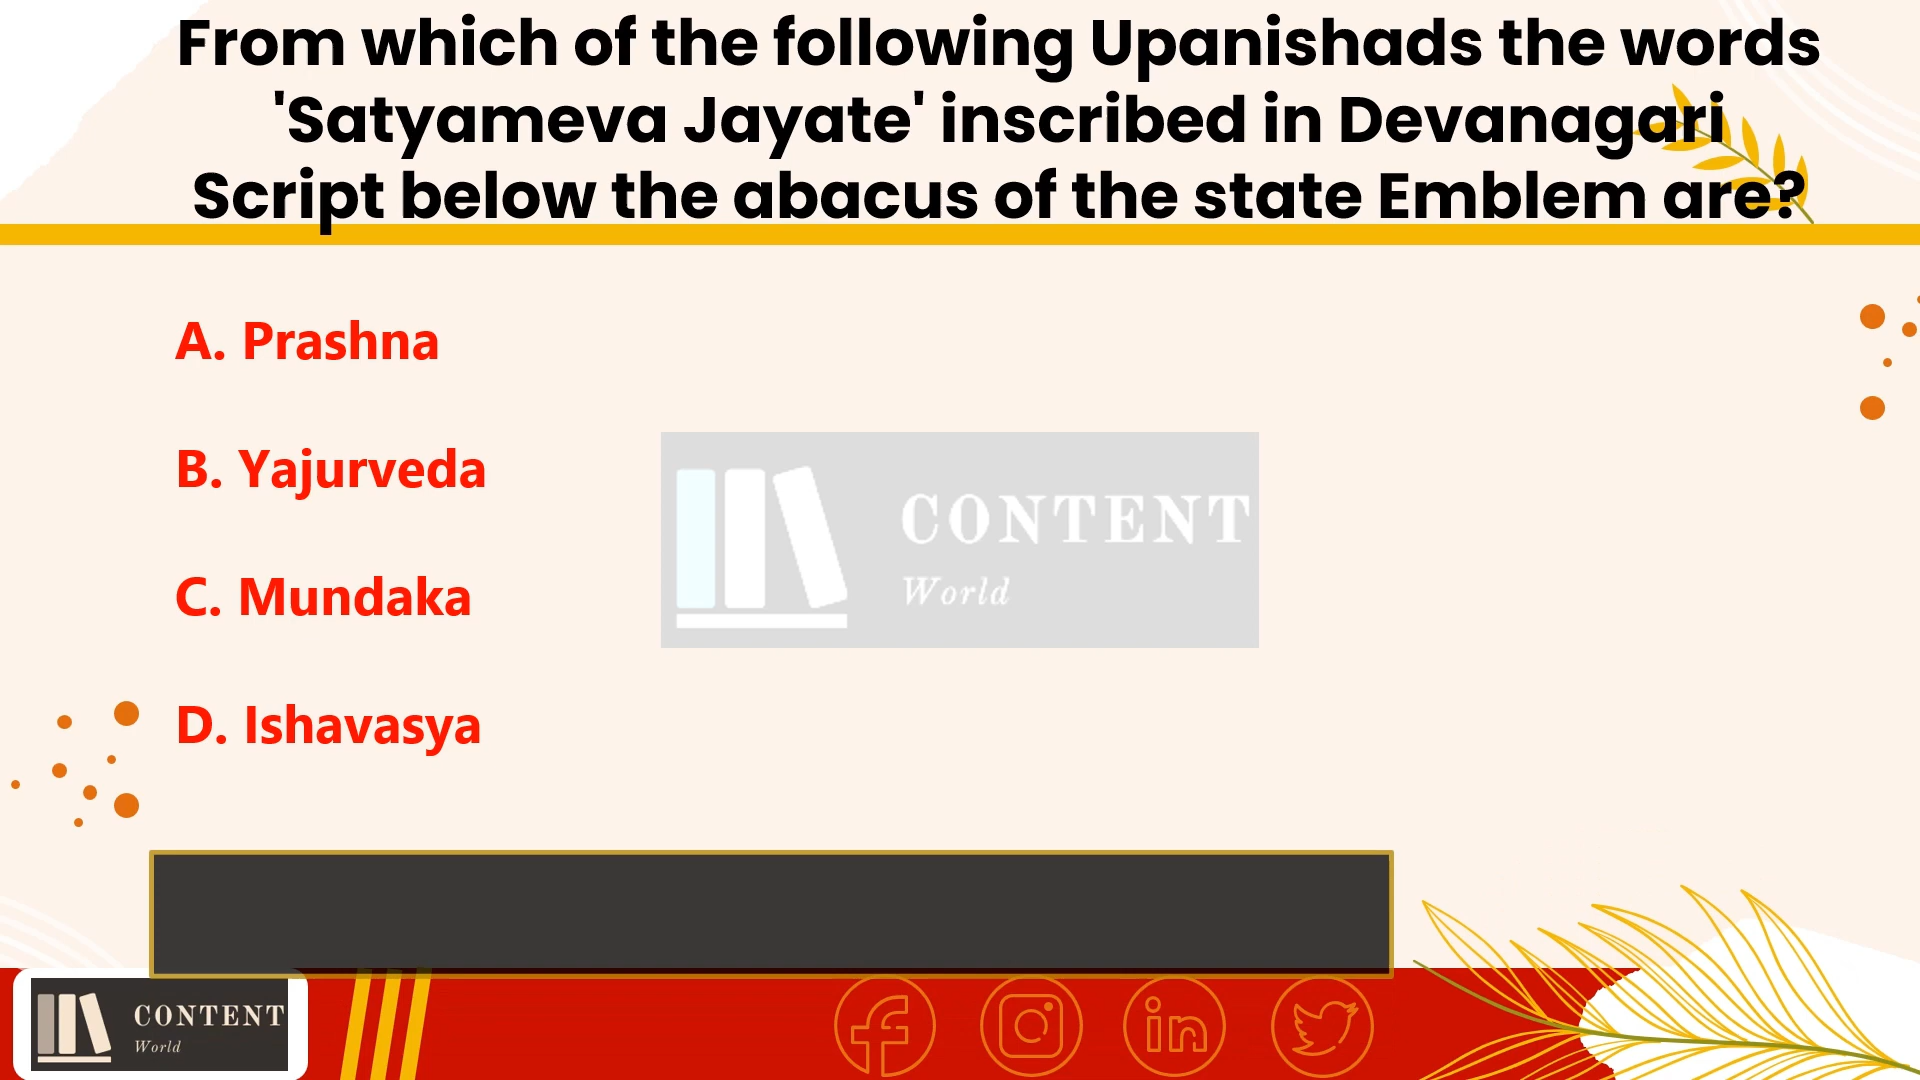 From which of the following Upanishads the words
'Satyameva Jayate' inscribed in Devanagari
Script below the abacus of the state Emblem are?
A. Prashna
B. Yajurveda
C. Mundaka
D. Ishavasya
CONTENT
World
CONTENT
World